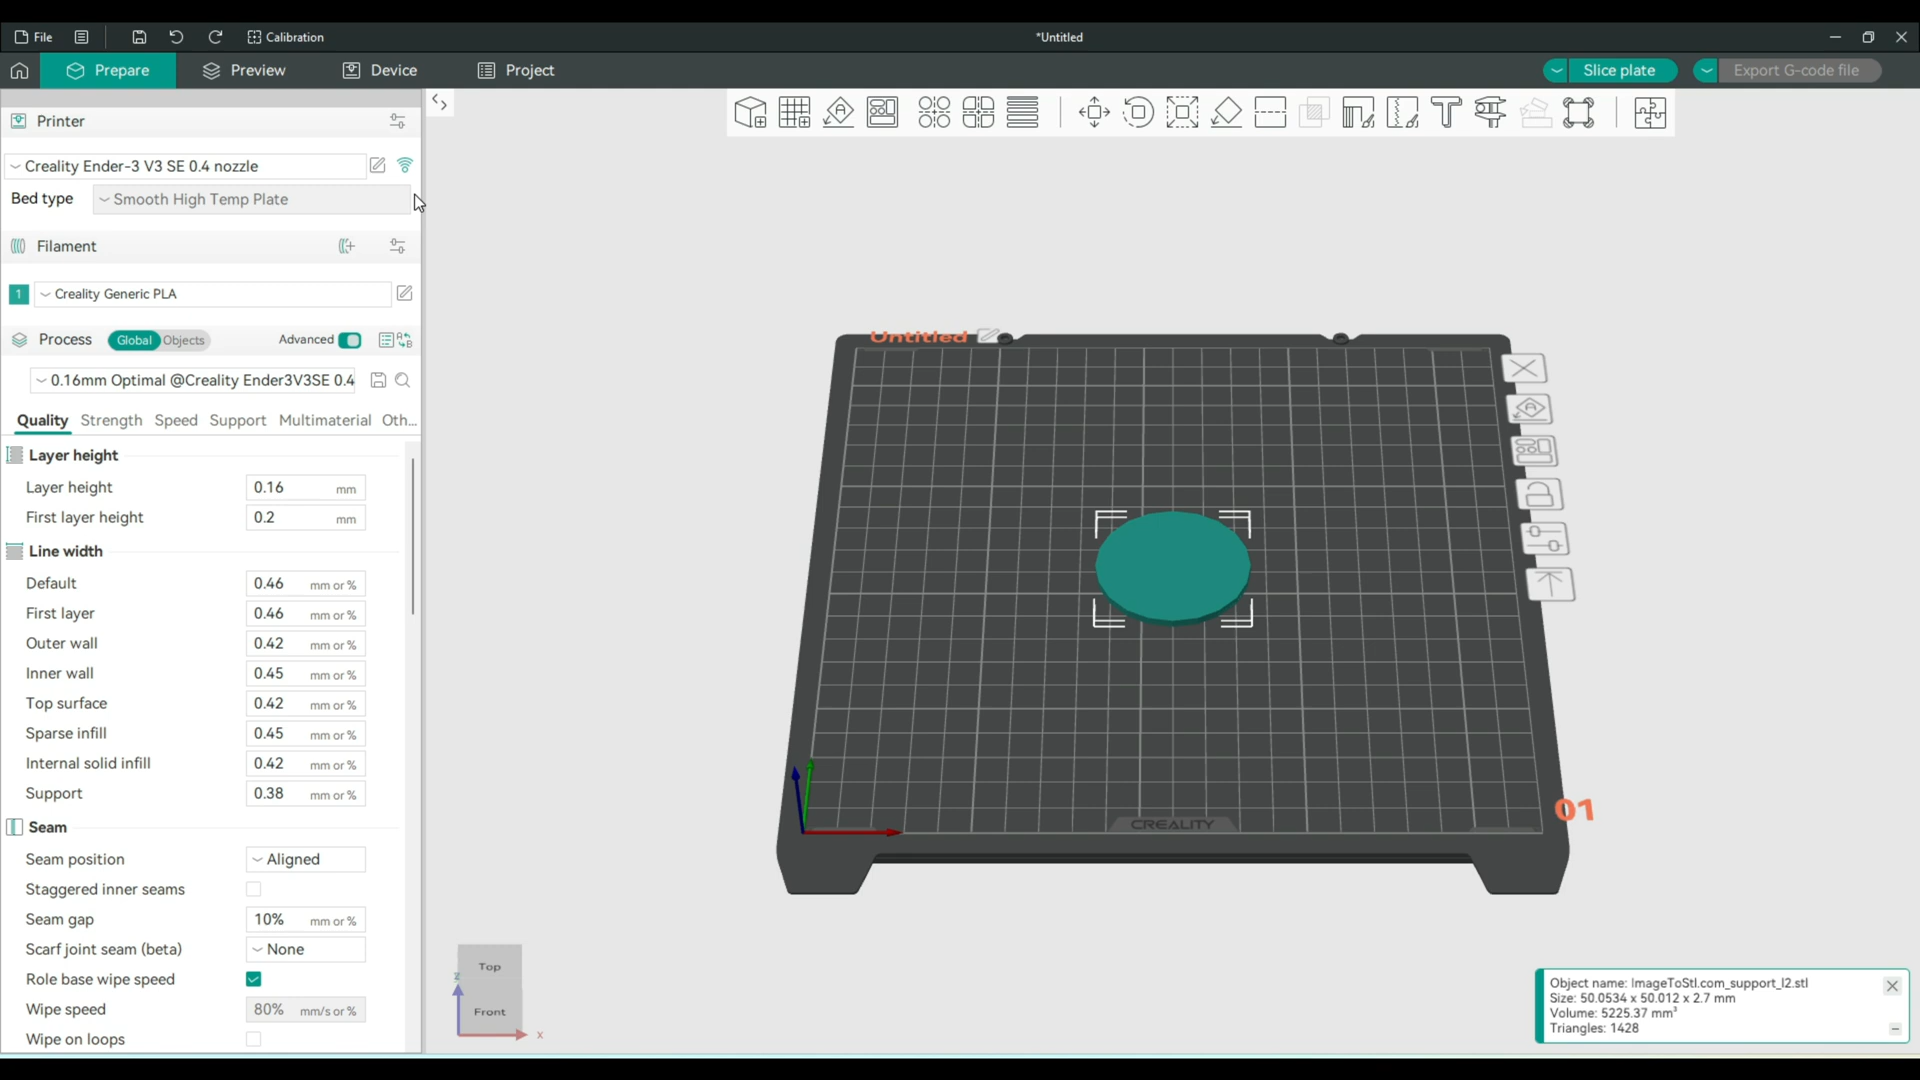 File
Calibration
*Untitled
Prepare
Preview
Device
Project
Slice plate
Export G-code file
Printer
Creality Ender-3 V3 SE 0.4 nozzle
Bed type
Smooth High Temp Plate
Filament
1
Creality Generic PLA
Process
Global
Objects
Advanced
0.16mm Optimal @Creality Ender3V3SE 0.4
Quality
Strength
Speed
Support
Multimaterial
Oth...
Layer height
Layer height 0.16 mm
First layer height 0.2 mm
Line width
Default 0.46 mm or %
First layer 0.46 mm or %
Outer wall 0.42 mm or %
Inner wall 0.45 mm or %
Top surface 0.42 mm or %
Sparse infill 0.45 mm or %
Internal solid infill 0.42 mm or %
Support 0.38 mm or %
Seam
Seam position Aligned
Staggered inner seams
Seam gap 10% mm or %
Scarf joint seam (beta) None
Role base wipe speed
Wipe speed 80% mm/s or %
Wipe on loops
Untitled
CREALITY
01
Top
Front
z
x
Object name: ImageToStl.com_support_l2.stl
Size: 50.0534 x 50.012 x 2.7 mm
Volume: 5225.37 mm³
Triangles: 1428